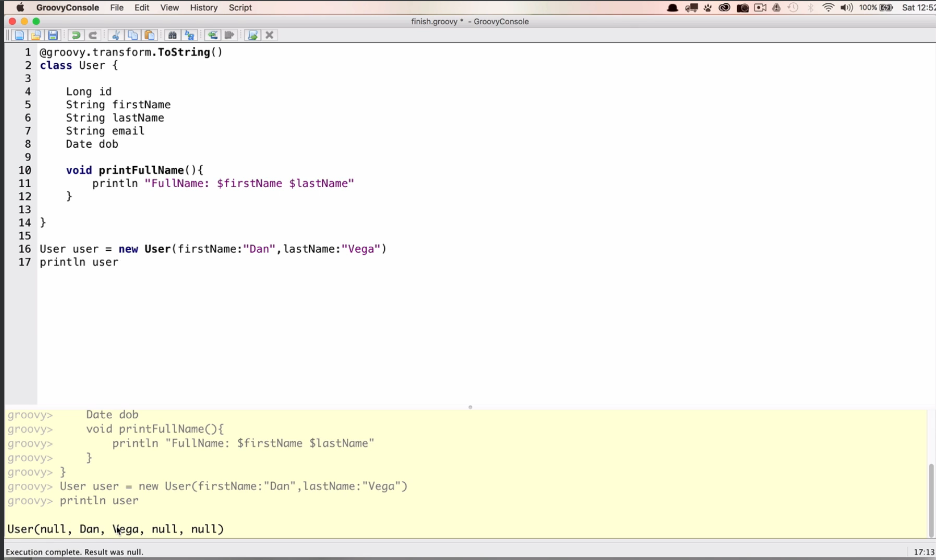 GroovyConsole File Edit View History Script 100% Sat 12:52
finish.groovy * - GroovyConsole
1 @groovy.transform.ToString()
2 class User {
3
4 Long id
5 String firstName
6 String lastName
7 String email
8 Date dob
9
10 void printFullName(){
11 println "FullName: $firstName $lastName"
12 }
13
14 }
15
16 User user = new User(firstName:"Dan",lastName:"Vega")
17 println user
groovy> Date dob
groovy> void printFullName(){
groovy> println "FullName: $firstName $lastName"
groovy> }
groovy> }
groovy> User user = new User(firstName:"Dan",lastName:"Vega")
groovy> println user
User(null, Dan, Vega, null, null)
Execution complete. Result was null. 17:13